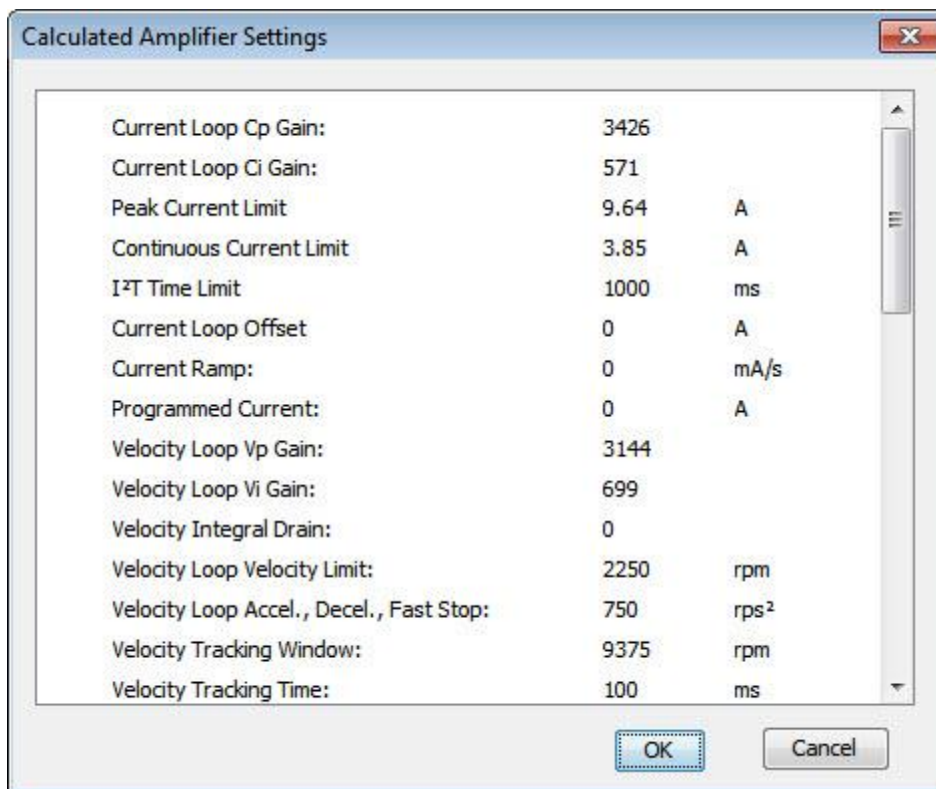 Calculated Amplifier Settings
Current Loop Cp Gain: 3426
Current Loop Ci Gain: 571
Peak Current Limit 9.64 A
Continuous Current Limit 3.85 A
I²T Time Limit 1000 ms
Current Loop Offset 0 A
Current Ramp: 0 mA/s
Programmed Current: 0 A
Velocity Loop Vp Gain: 3144
Velocity Loop Vi Gain: 699
Velocity Integral Drain: 0
Velocity Loop Velocity Limit: 2250 rpm
Velocity Loop Accel., Decel., Fast Stop: 750 rps²
Velocity Tracking Window: 9375 rpm
Velocity Tracking Time: 100 ms
OK Cancel